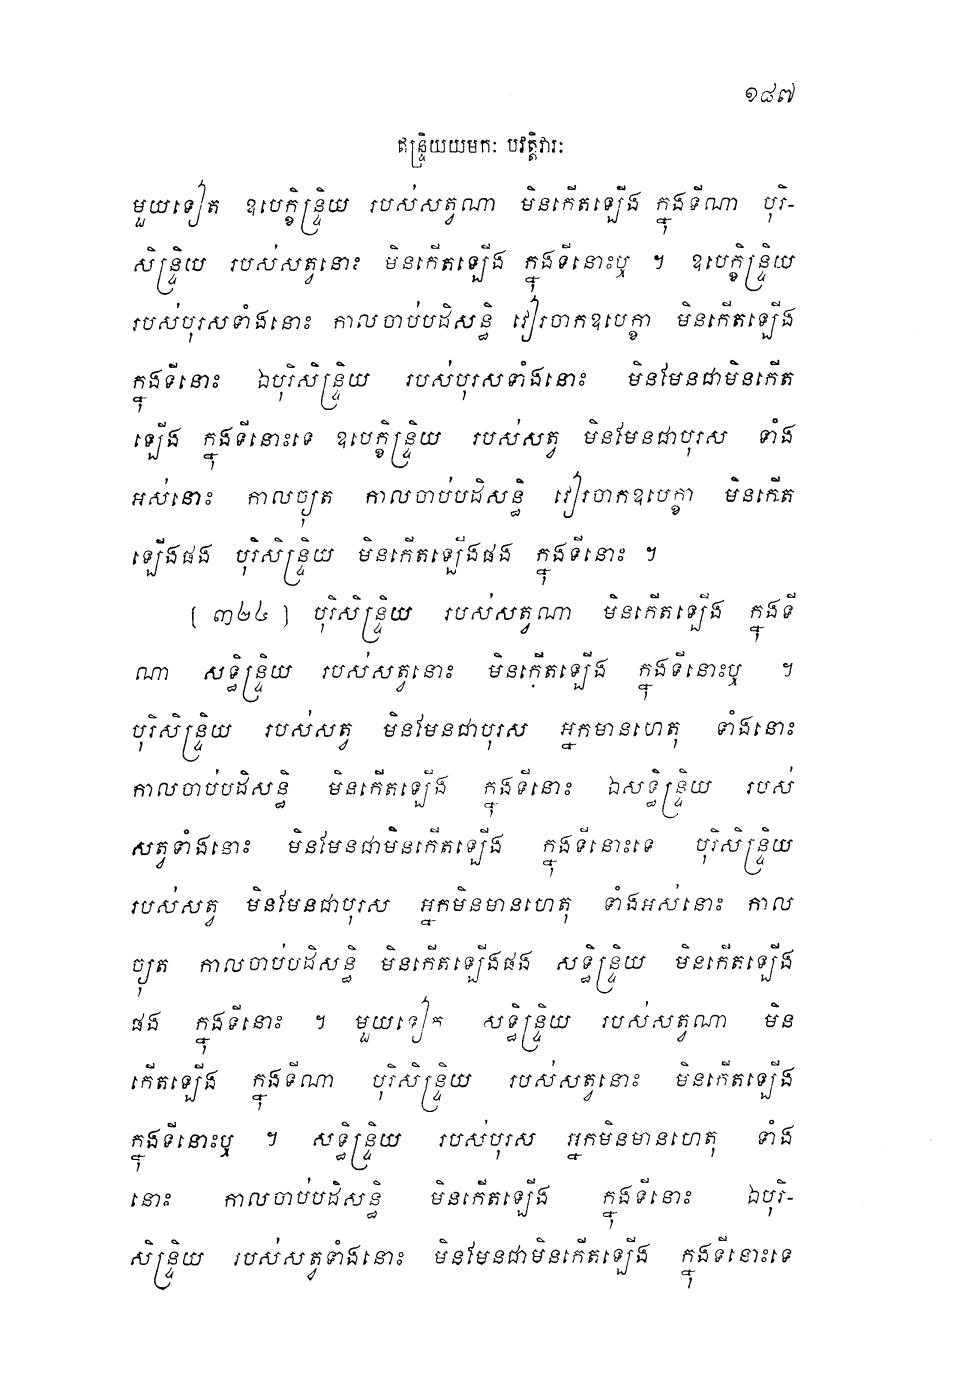 ១៨៧
ឥន្ទ្រិយយមកៈ បវត្តិវារៈ
មួយទៀត ឧបេក្ខិន្ទ្រិយ របស់សត្វណា មិនកើតឡើង ក្នុងទីណា បុរិ-
សិន្ទ្រិយ របស់សត្វនោះ មិនកើតឡើង ក្នុងទីនោះឬ ។ ឧបេក្ខិន្ទ្រិយ
របស់បុរសទាំងនោះ កាលចាប់បដិសន្ធិ វៀរចាកឧបេក្ខា មិនកើតឡើង
ក្នុងទីនោះ ឯបុរិសិន្ទ្រិយ របស់បុរសទាំងនោះ មិនមែនជាមិនកើត
ឡើង ក្នុងទីនោះទេ ឧបេក្ខិន្ទ្រិយ របស់សត្វ មិនមែនជាបុរស ទាំង
អស់នោះ កាលច្យុត កាលចាប់បដិសន្ធិ វៀរចាកឧបេក្ខា មិនកើត
ឡើងផង បុរិសិន្ទ្រិយ មិនកើតឡើងផង ក្នុងទីនោះ ។
[ ៣២៤ ] បុរិសិន្ទ្រិយ របស់សត្វណា មិនកើតឡើង ក្នុងទី
ណា សទ្ធិន្ទ្រិយ របស់សត្វនោះ មិនកើតឡើង ក្នុងទីនោះឬ ។
បុរិសិន្ទ្រិយ របស់សត្វ មិនមែនជាបុរស អ្នកមានហេតុ ទាំងនោះ
កាលចាប់បដិសន្ធិ មិនកើតឡើង ក្នុងទីនោះ ឯសទ្ធិន្ទ្រិយ របស់
សត្វទាំងនោះ មិនមែនជាមិនកើតឡើង ក្នុងទីនោះទេ បុរិសិន្ទ្រិយ
របស់សត្វ មិនមែនជាបុរស អ្នកមិនមានហេតុ ទាំងអស់នោះ កាល
ច្យុត កាលចាប់បដិសន្ធិ មិនកើតឡើងផង សទ្ធិន្ទ្រិយ មិនកើតឡើង
ផង ក្នុងទីនោះ ។ មួយទៀត សទ្ធិន្ទ្រិយ របស់សត្វណា មិន
កើតឡើង ក្នុងទីណា បុរិសិន្ទ្រិយ របស់សត្វនោះ មិនកើតឡើង
ក្នុងទីនោះឬ ។ សទ្ធិន្ទ្រិយ របស់បុរស អ្នកមិនមានហេតុ ទាំង
នោះ កាលចាប់បដិសន្ធិ មិនកើតឡើង ក្នុងទីនោះ ឯបុរិ-
សិន្ទ្រិយ របស់សត្វទាំងនោះ មិនមែនជាមិនកើតឡើង ក្នុងទីនោះទេ